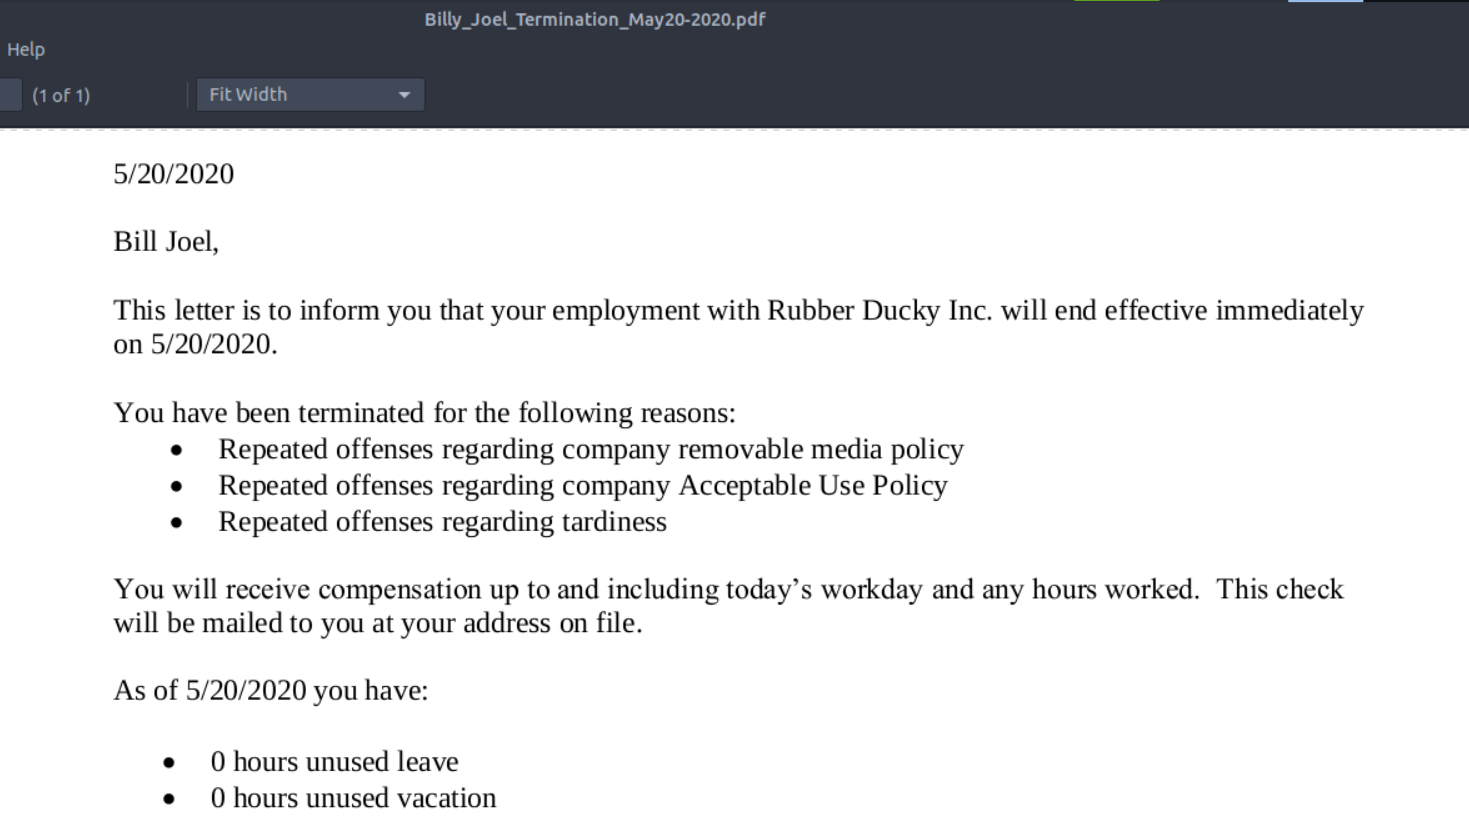 Billy_Joel_Termination_May20-2020.pdf
Help
(1 of 1)
Fit Width
5/20/2020
Bill Joel,
This letter is to inform you that your employment with Rubber Ducky Inc. will end effective immediately
on 5/20/2020.
You have been terminated for the following reasons:
• Repeated offenses regarding company removable media policy
• Repeated offenses regarding company Acceptable Use Policy
• Repeated offenses regarding tardiness
You will receive compensation up to and including today’s workday and any hours worked.  This check
will be mailed to you at your address on file.
As of 5/20/2020 you have:
• 0 hours unused leave
• 0 hours unused vacation